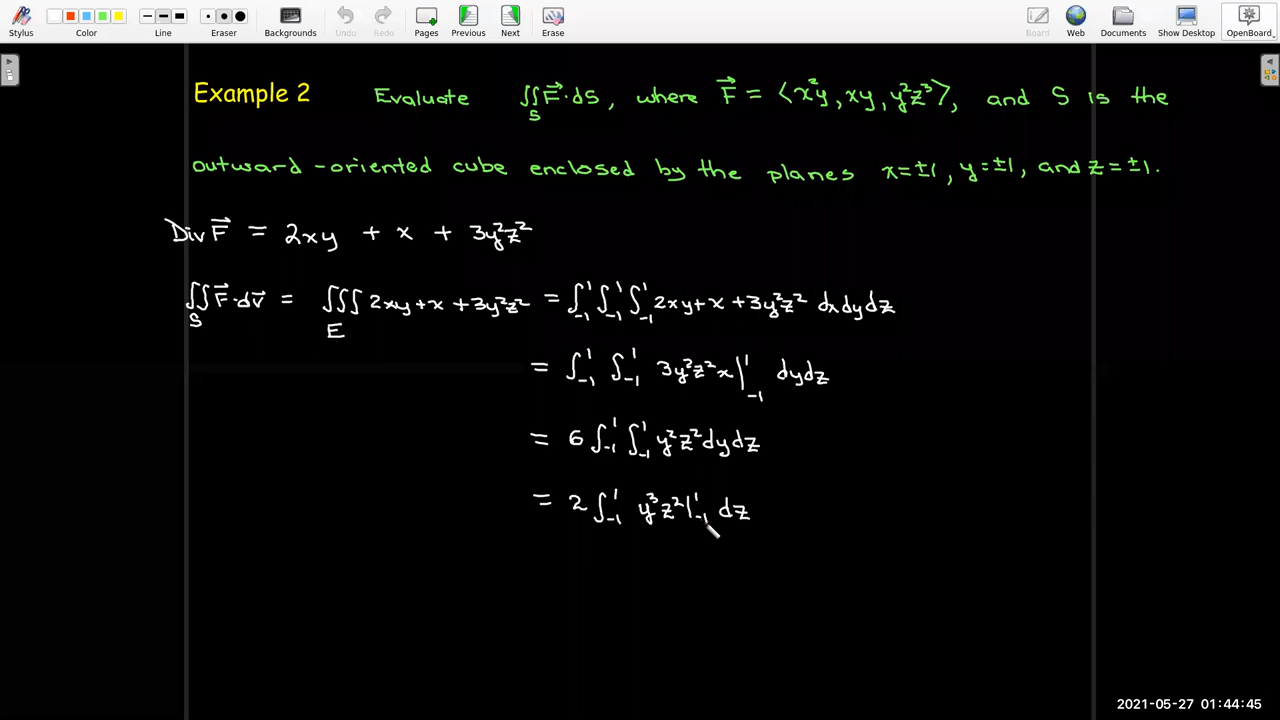 Stylus Color Line Eraser Backgrounds Undo Redo Pages Previous Next Erase Board Web Documents Show Desktop OpenBoard
Example 2 Evaluate ∬_S F⃗·dS, where F⃗ = ⟨x²y, xy, y²z³⟩, and S is the
outward-oriented cube enclosed by the planes x=±1, y=±1, and z=±1.
Div F⃗ = 2xy + x + 3y²z²
∬_S F⃗·dv⃗ = ∭_E 2xy+x+3y²z² = ∫_{-1}^1 ∫_{-1}^1 ∫_{-1}^1 2xy+x+3y²z² dxdydz
= ∫_{-1}^1 ∫_{-1}^1 3y²z²x|_{-1}^1 dydz
= 6 ∫_{-1}^1 ∫_{-1}^1 y²z²dydz
= 2 ∫_{-1}^1 y³z²|_{-1}^1 dz
2021-05-27 01:44:45